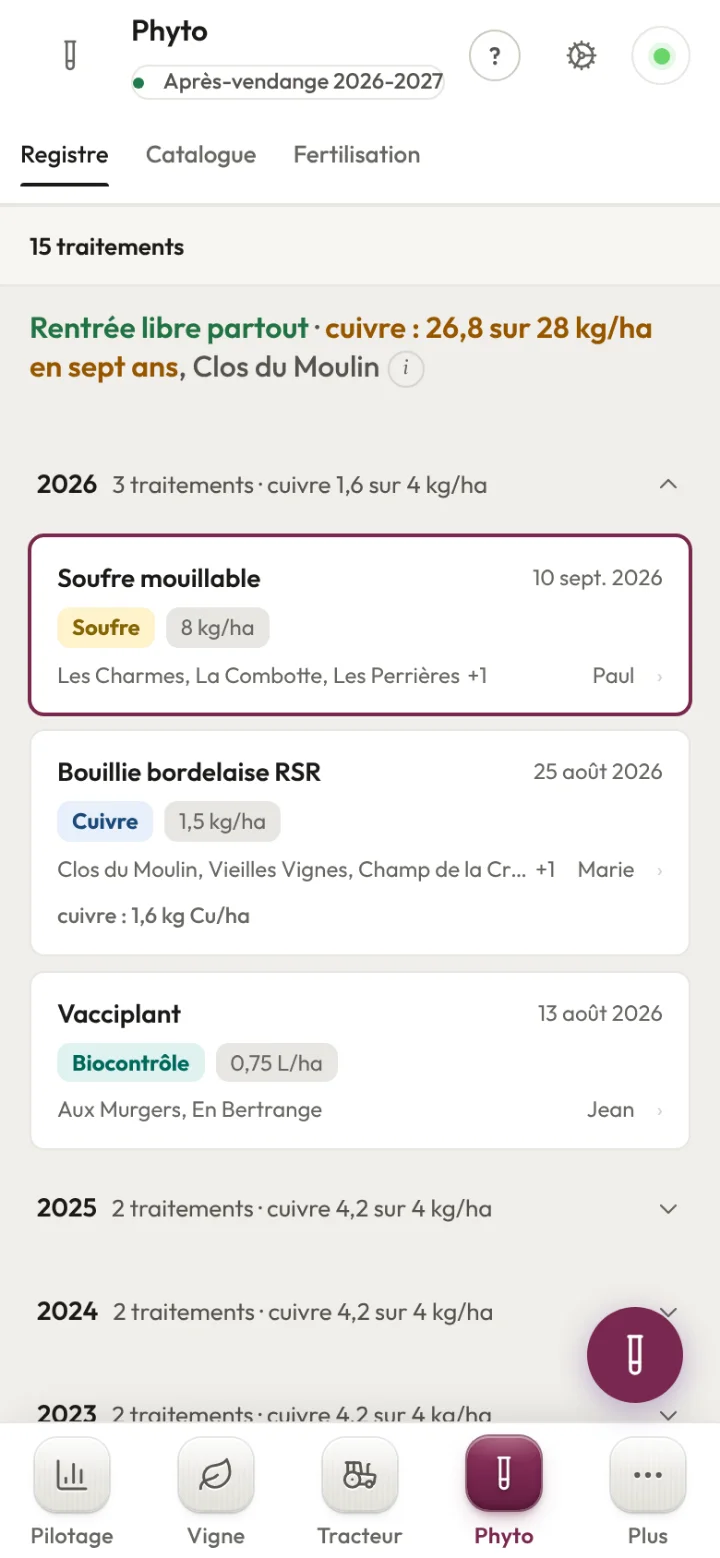 Phyto
Après-vendange 2026-2027
?
Registre Catalogue Fertilisation
15 traitements
Rentrée libre partout · cuivre : 26,8 sur 28 kg/ha
en sept ans, Clos du Moulin i
2026 3 traitements · cuivre 1,6 sur 4 kg/ha
Soufre mouillable 10 sept. 2026
Soufre 8 kg/ha
Les Charmes, La Combotte, Les Perrières +1 Paul ›
Bouillie bordelaise RSR 25 août 2026
Cuivre 1,5 kg/ha
Clos du Moulin, Vieilles Vignes, Champ de la Cr... +1 Marie ›
cuivre : 1,6 kg Cu/ha
Vacciplant 13 août 2026
Biocontrôle 0,75 L/ha
Aux Murgers, En Bertrange Jean ›
2025 2 traitements · cuivre 4,2 sur 4 kg/ha
2024 2 traitements · cuivre 4,2 sur 4 kg/ha
2023 2 traitements · cuivre 4,2 sur 4 kg/ha
Pilotage Vigne Tracteur Phyto Plus